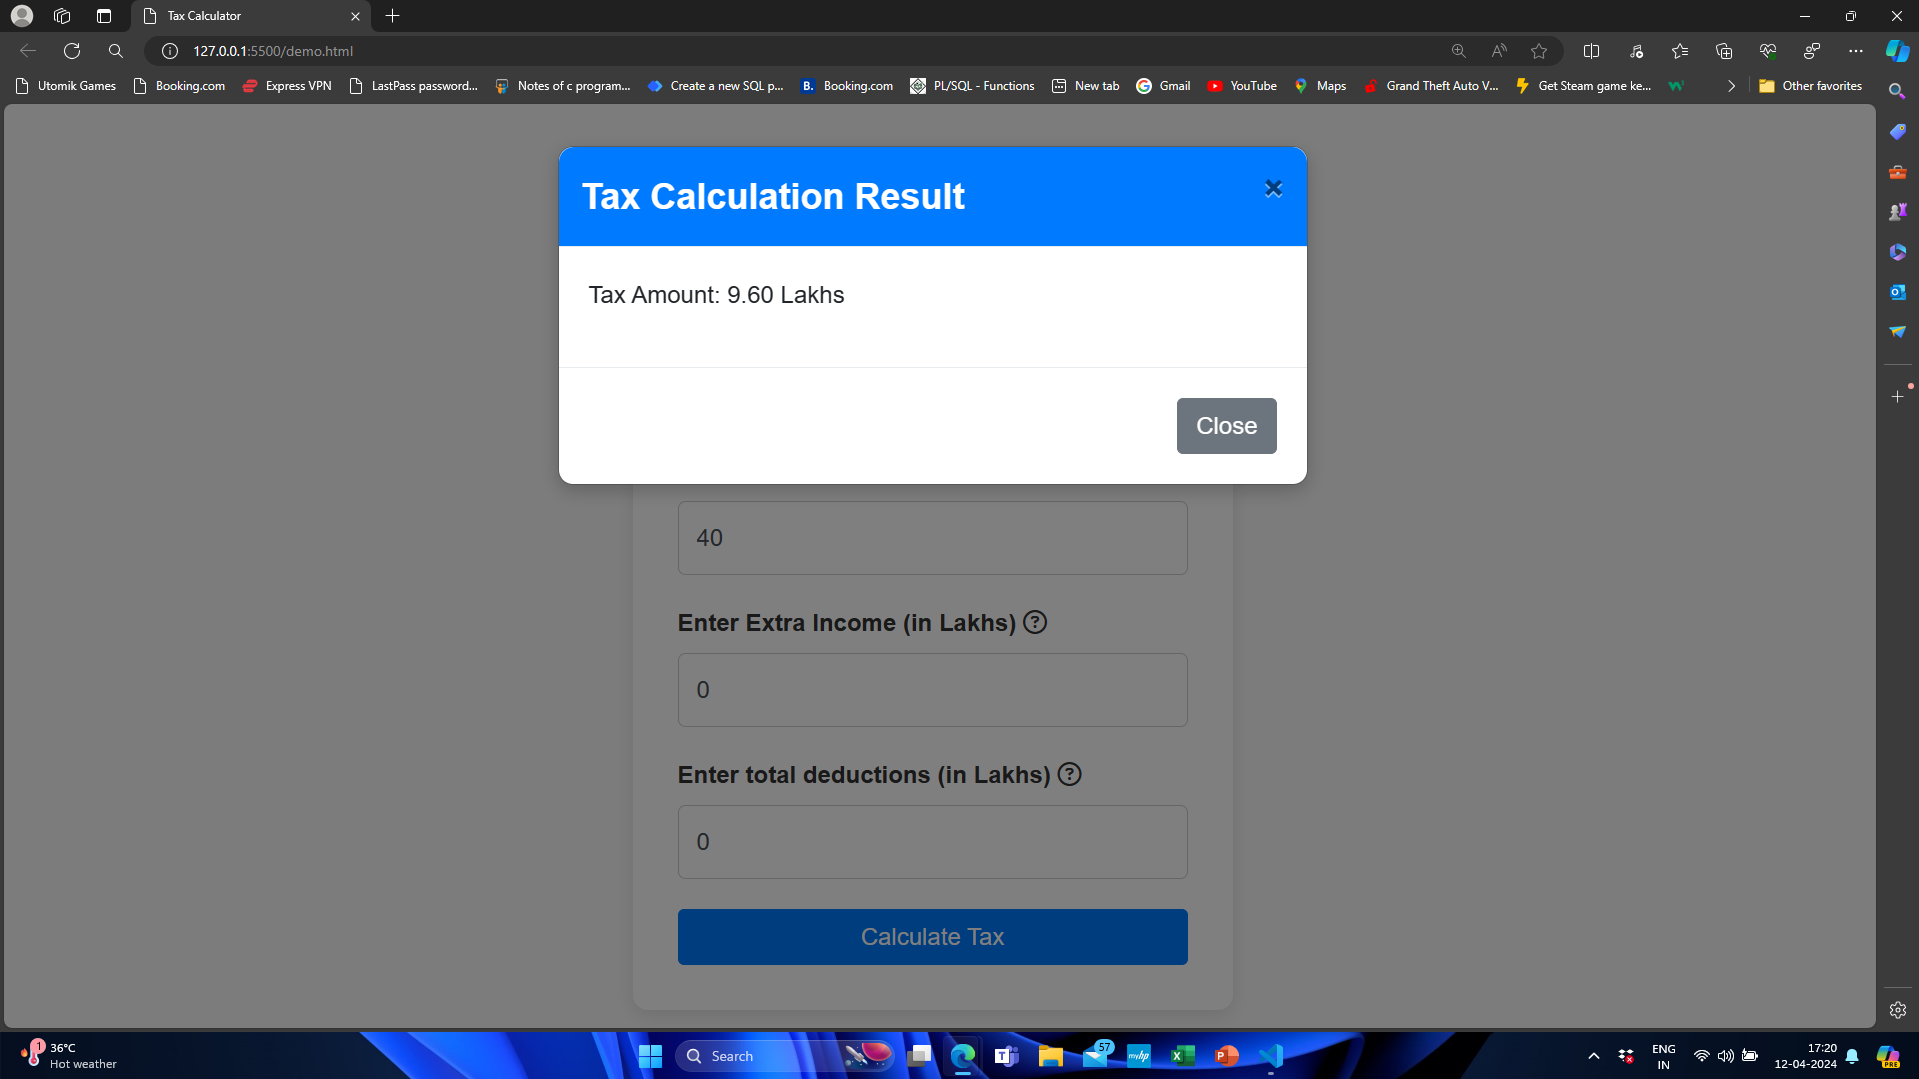 Tax Calculator
127.0.0.1:5500/demo.html
Utomik Games
Booking.com
Express VPN
LastPass password...
Notes of c program...
Create a new SQL p...
B. Booking.com
PL/SQL - Functions
New tab
Gmail
YouTube
Maps
Grand Theft Auto V...
Get Steam game ke...
Other favorites
Tax Calculation Result
×
Tax Amount: 9.60 Lakhs
Close
40
Enter Extra Income (in Lakhs) ?
0
Enter total deductions (in Lakhs) ?
0
Calculate Tax
1
36°C
Hot weather
Search
57
myhp
ENG
IN
17:20
12-04-2024
PRE